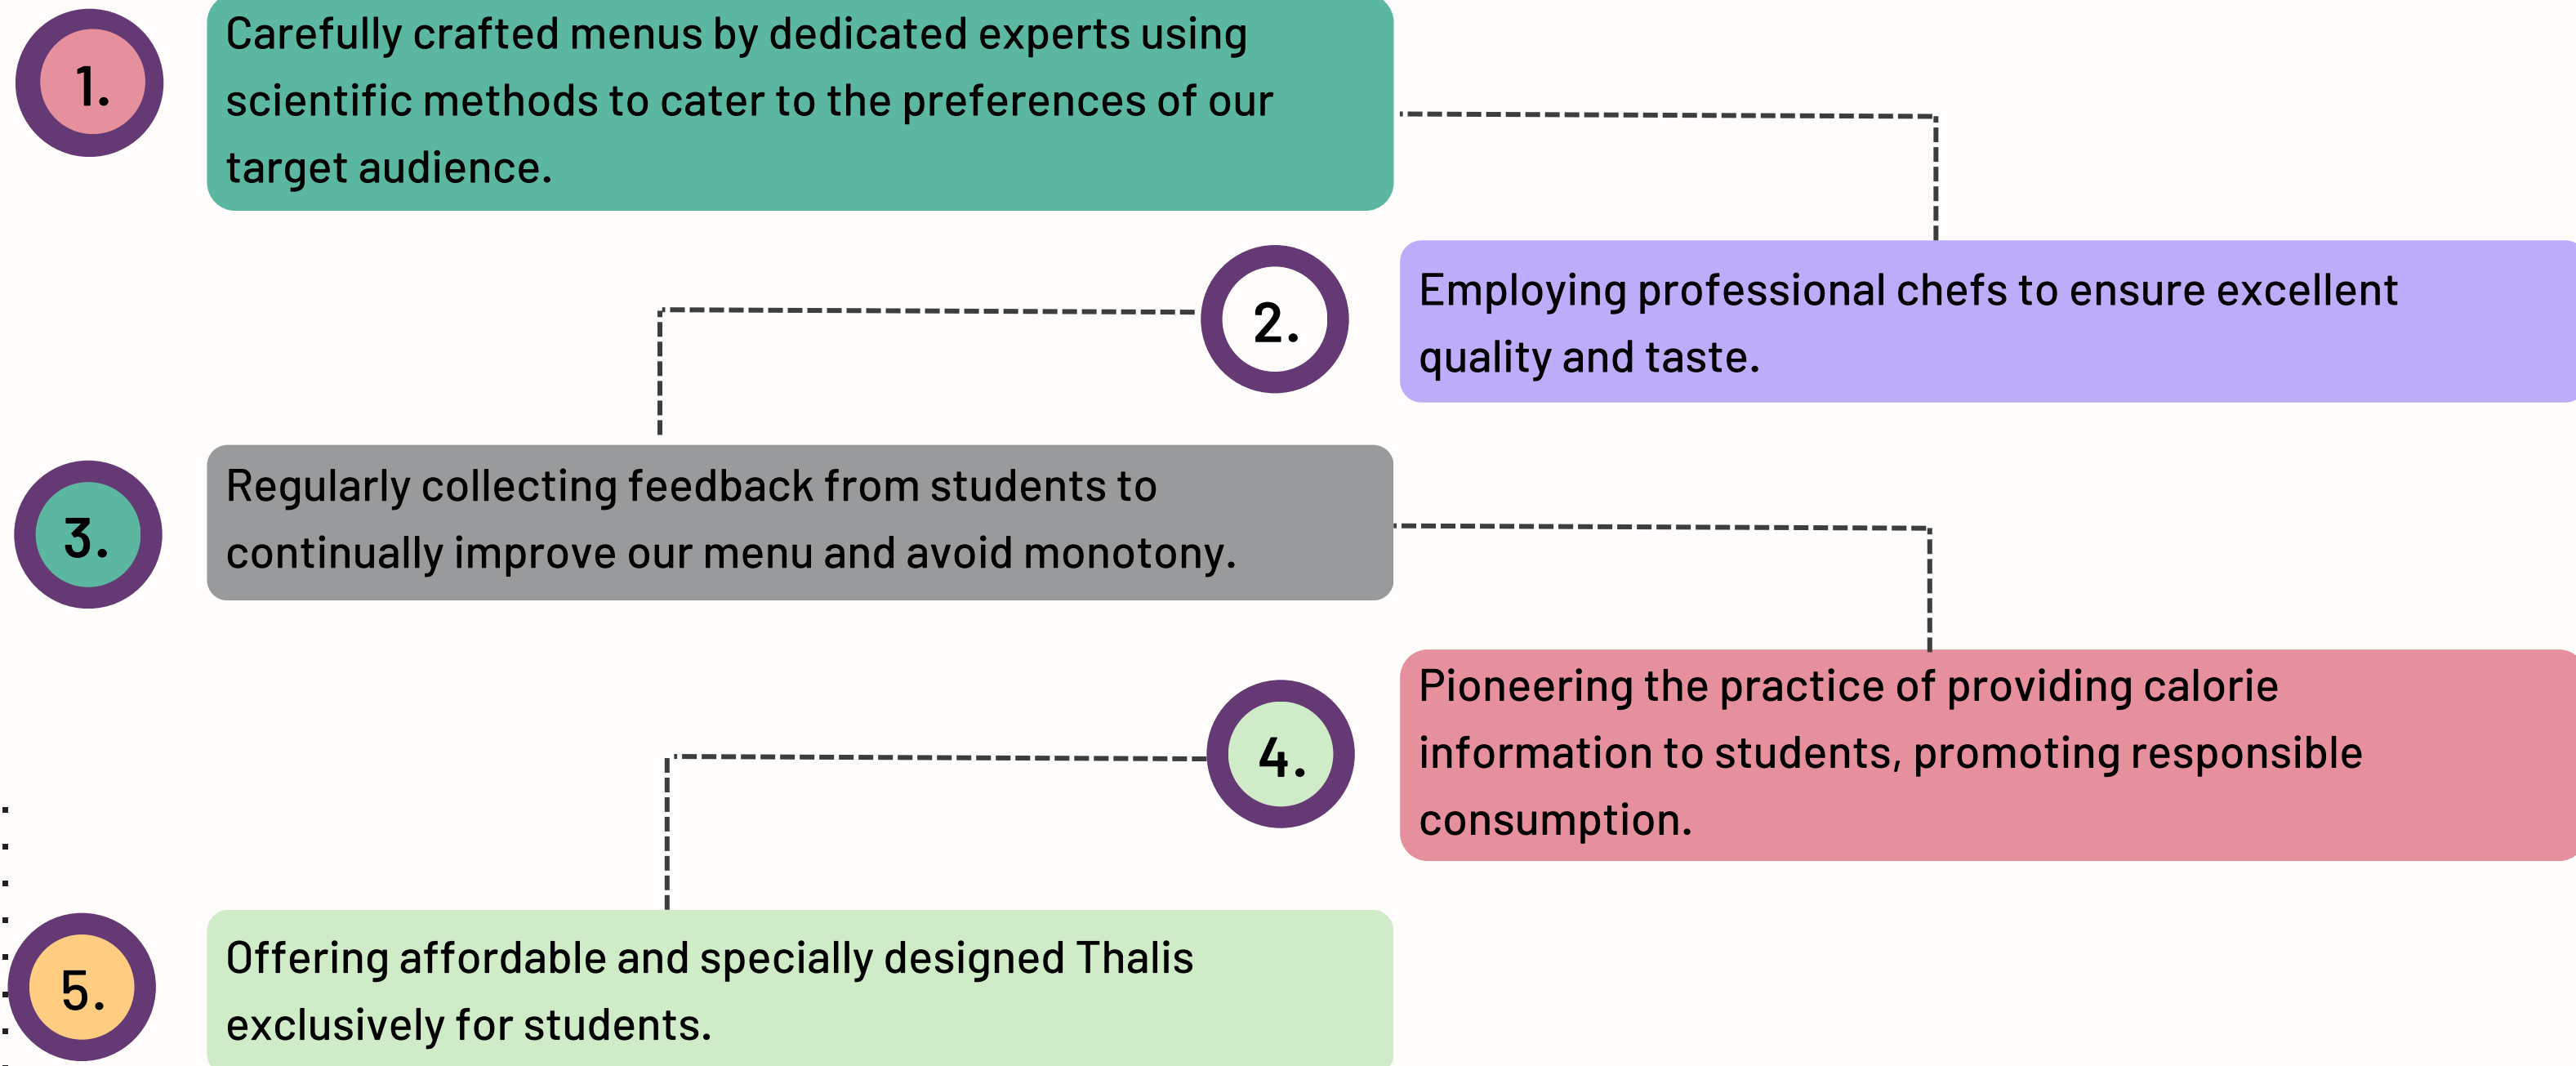 1.
Carefully crafted menus by dedicated experts using
scientific methods to cater to the preferences of our
target audience.
2.
Employing professional chefs to ensure excellent
quality and taste.
3.
Regularly collecting feedback from students to
continually improve our menu and avoid monotony.
4.
Pioneering the practice of providing calorie
information to students, promoting responsible
consumption.
5.
Offering affordable and specially designed Thalis
exclusively for students.